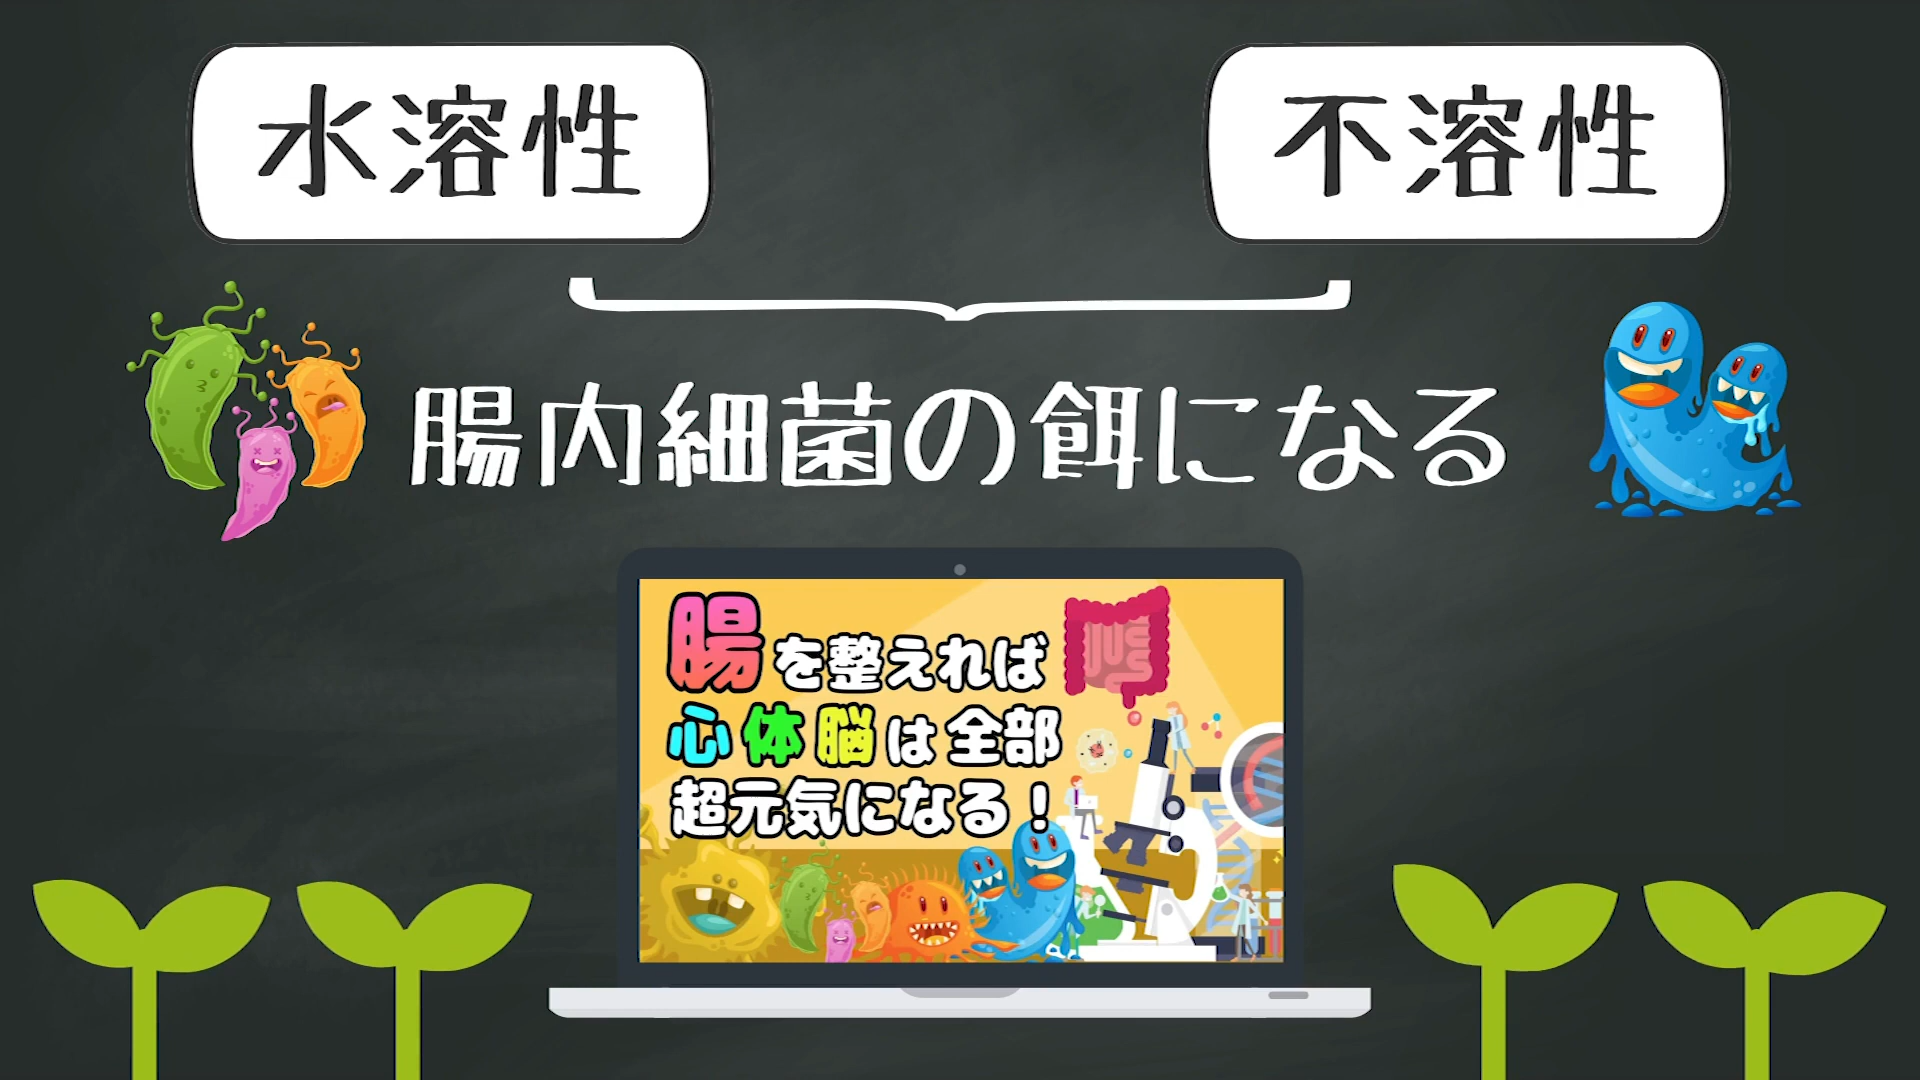 水溶性
不溶性
腸内細菌の餌になる
腸を整えれば
心体脳は全部
超元気になる！